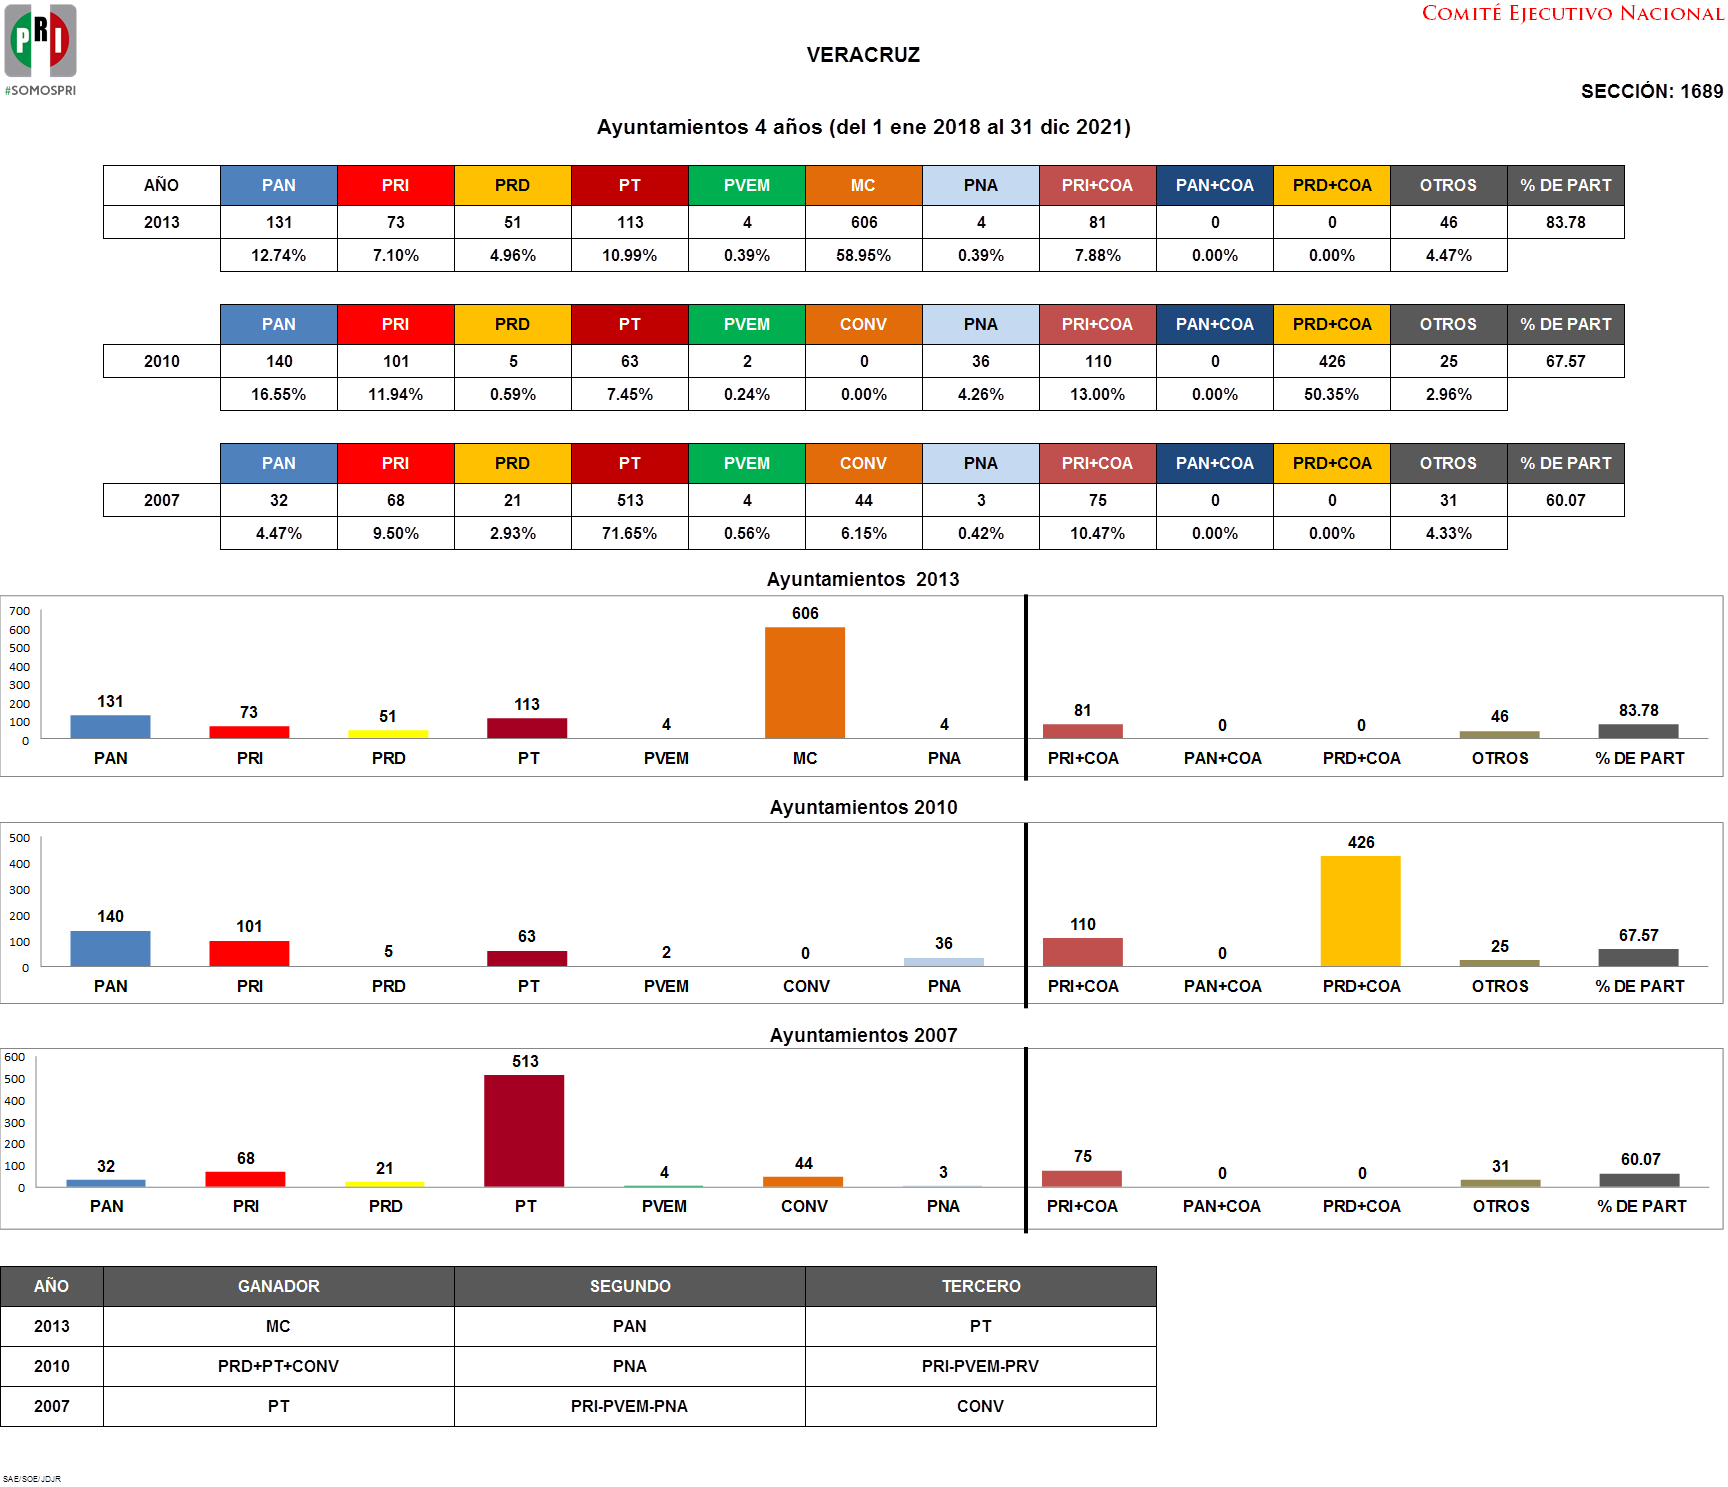 PRI
#SOMOSPRI
COMITÉ EJECUTIVO NACIONAL
VERACRUZ
SECCIÓN: 1689
Ayuntamientos 4 años (del 1 ene 2018 al 31 dic 2021)
AÑO PAN PRI PRD PT PVEM MC PNA PRI+COA PAN+COA PRD+COA OTROS % DE PART
2013 131 73 51 113 4 606 4 81 0 0 46 83.78
12.74% 7.10% 4.96% 10.99% 0.39% 58.95% 0.39% 7.88% 0.00% 0.00% 4.47%
PAN PRI PRD PT PVEM CONV PNA PRI+COA PAN+COA PRD+COA OTROS % DE PART
2010 140 101 5 63 2 0 36 110 0 426 25 67.57
16.55% 11.94% 0.59% 7.45% 0.24% 0.00% 4.26% 13.00% 0.00% 50.35% 2.96%
PAN PRI PRD PT PVEM CONV PNA PRI+COA PAN+COA PRD+COA OTROS % DE PART
2007 32 68 21 513 4 44 3 75 0 0 31 60.07
4.47% 9.50% 2.93% 71.65% 0.56% 6.15% 0.42% 10.47% 0.00% 0.00% 4.33%
Ayuntamientos 2013
700
600
500
400
300
200
100
0
131 73 51 113 4 606 4 81 0 0 46 83.78
PAN PRI PRD PT PVEM MC PNA PRI+COA PAN+COA PRD+COA OTROS % DE PART
Ayuntamientos 2010
500
400
300
200
100
0
140 101 5 63 2 0 36 110 0 426 25 67.57
PAN PRI PRD PT PVEM CONV PNA PRI+COA PAN+COA PRD+COA OTROS % DE PART
Ayuntamientos 2007
600
500
400
300
200
100
0
32 68 21 513 4 44 3 75 0 0 31 60.07
PAN PRI PRD PT PVEM CONV PNA PRI+COA PAN+COA PRD+COA OTROS % DE PART
AÑO GANADOR SEGUNDO TERCERO
2013 MC PAN PT
2010 PRD+PT+CONV PNA PRI-PVEM-PRV
2007 PT PRI-PVEM-PNA CONV
SAE/SOE/JDJR